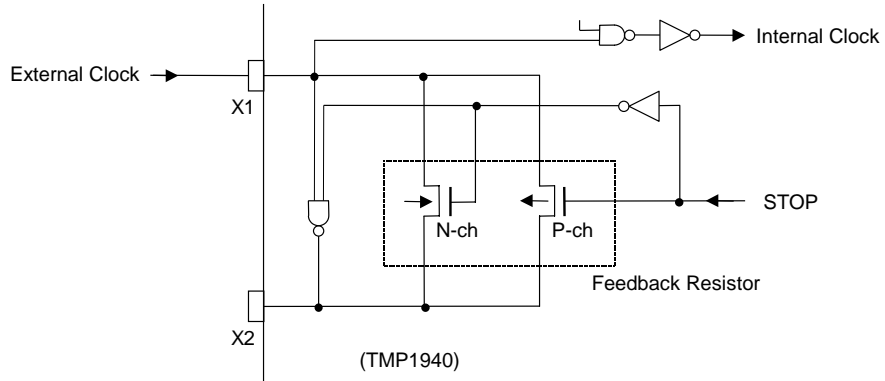 Internal Clock
External Clock
X1
STOP
N-ch
P-ch
Feedback Resistor
X2
(TMP1940)